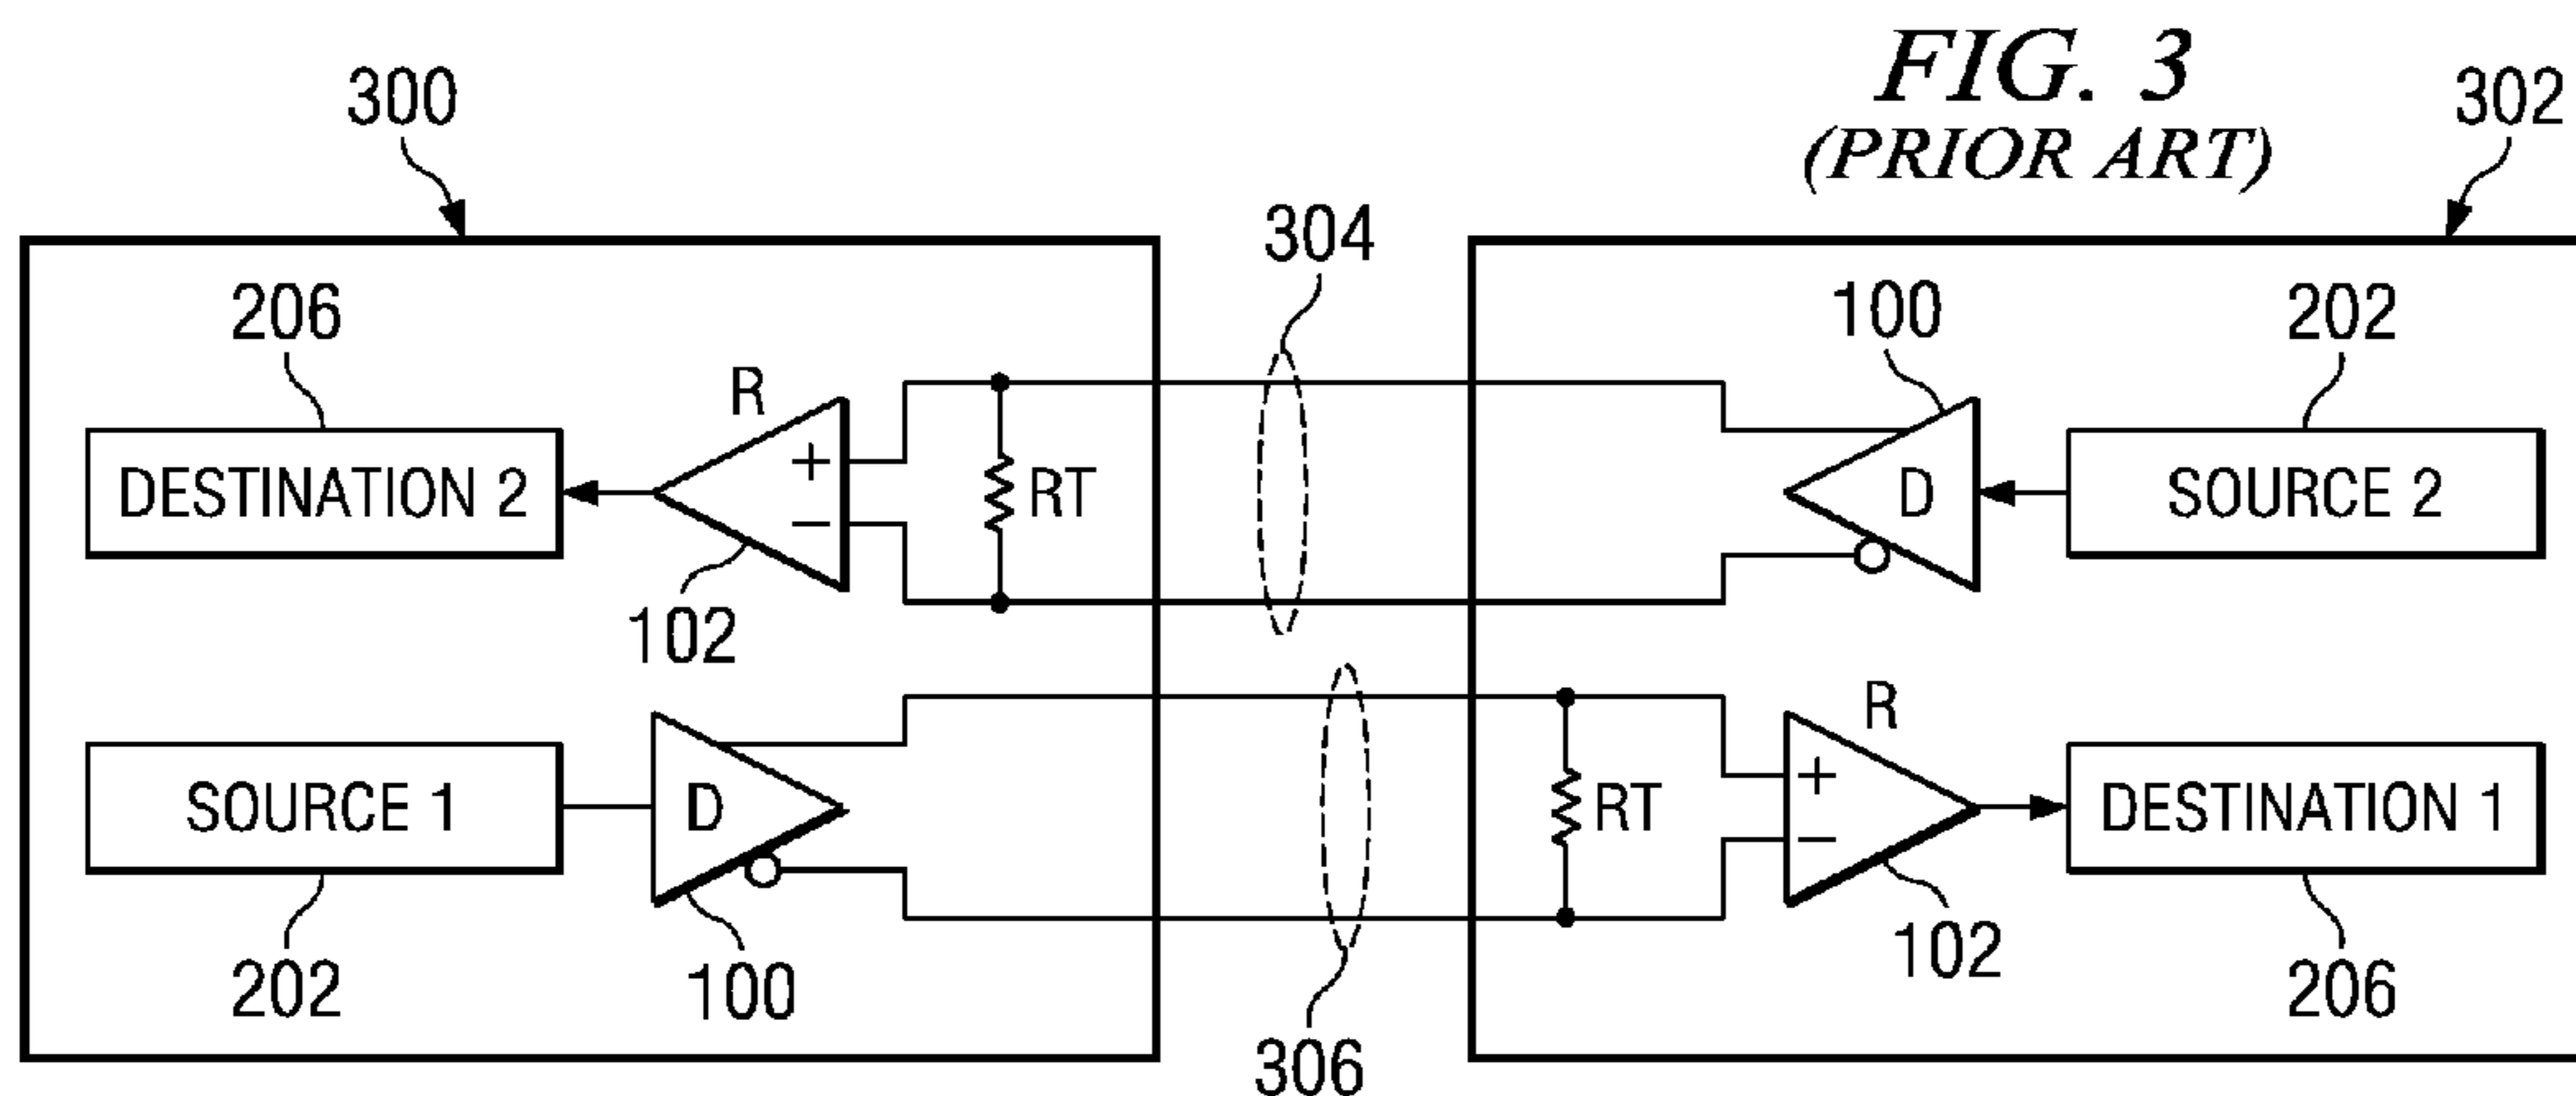 FIG. 3
(PRIOR ART)
300
302
304
206
100
202
R
DESTINATION 2
+
−
RT
D
SOURCE 2
102
R
SOURCE 1
D
RT
+
−
DESTINATION 1
202
100
102
206
306